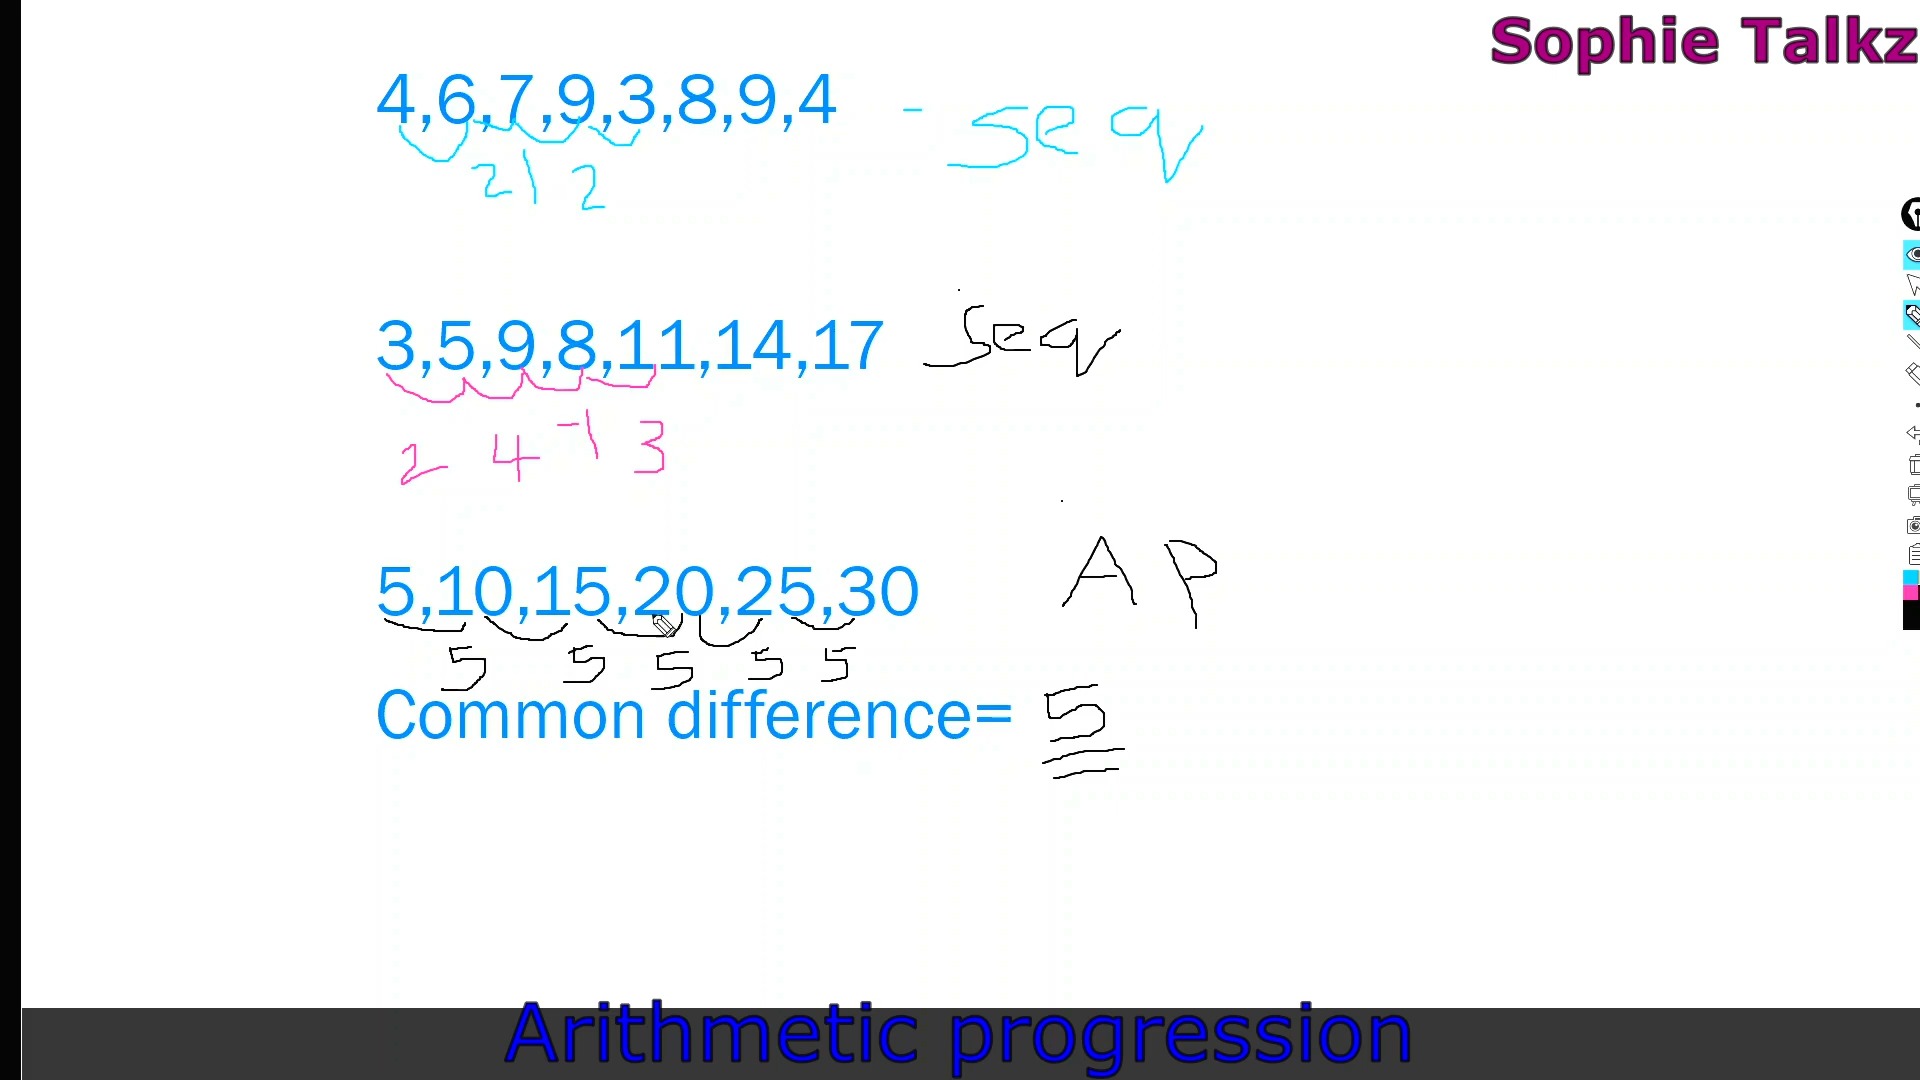 Sophie Talkz
4,6,7,9,3,8,9,4 - seq
2 1 2
3,5,9,8,11,14,17 seq
2 4 -1 3
5,10,15,20,25,30 AP
5 5 5 5 5
Common difference= 5
Arithmetic progression